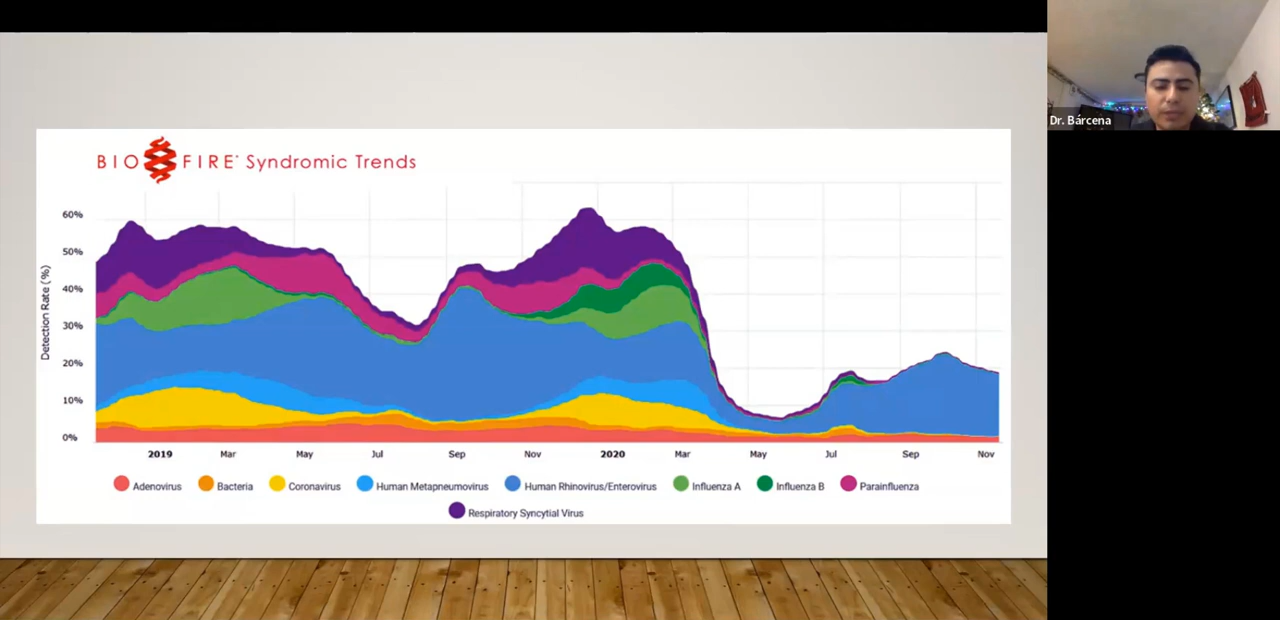 BIO FIRE® Syndromic Trends
Dr. Bárcena
60%
50%
40%
30%
20%
10%
0%
Detection Rate (%)
2019 Mar May Jul Sep Nov 2020 Mar May Jul Sep Nov
Adenovirus Bacteria Coronavirus Human Metapneumovirus Human Rhinovirus/Enterovirus Influenza A Influenza B Parainfluenza
Respiratory Syncytial Virus